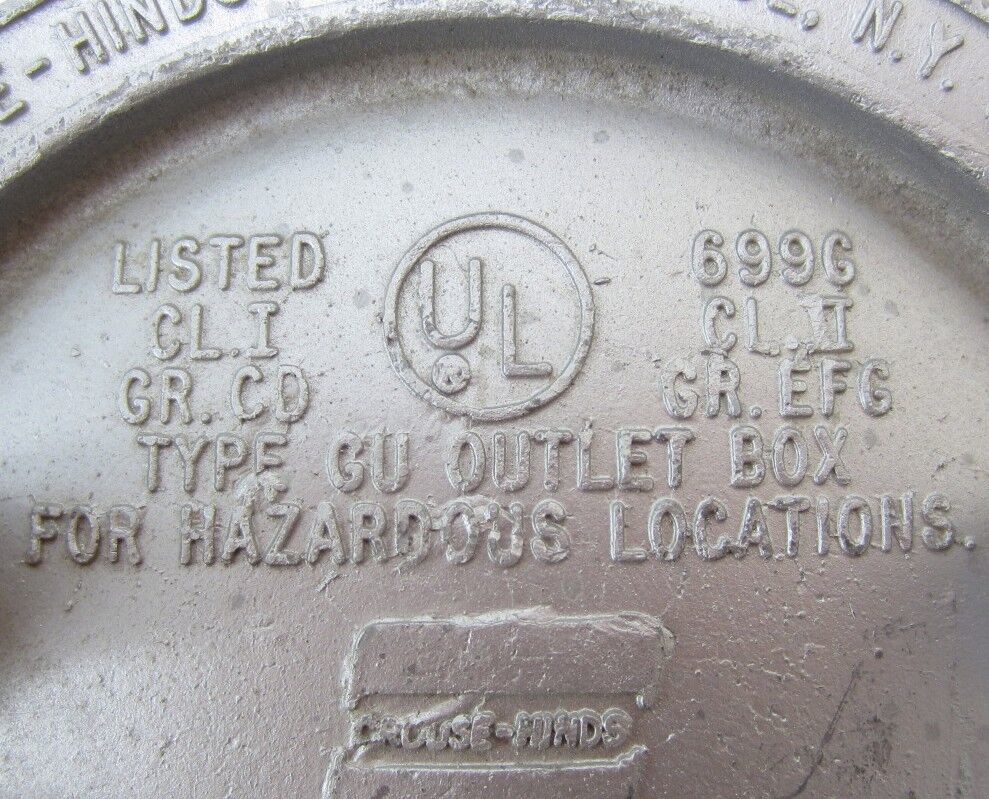 E-HINDS N.Y.
LISTED UL 699G
CL.I CL.II
GR.CD ® GR.EFG
TYPE GU OUTLET BOX
FOR HAZARDOUS LOCATIONS.
CROUSE-HINDS